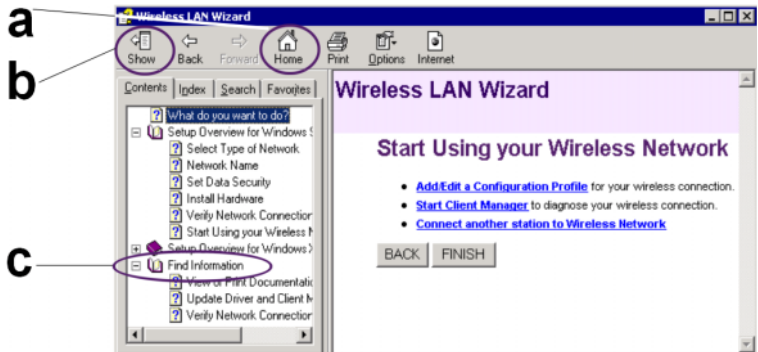 a
Wireless LAN Wizard
b
Show Back Forward Home Print Options Internet
Contents Index Search Favorites
What do you want to do?
Setup Overview for Windows
Select Type of Network
Network Name
Set Data Security
Install Hardware
Verify Network Connection
Start Using your Wireless
Setup Overview for Windows
c
Find Information
View or Print
Update Driver and Client
Verify Network Connection
Wireless LAN Wizard
Start Using your Wireless Network
Add/Edit a Configuration Profile for your wireless connection.
Start Client Manager to diagnose your wireless connection.
Connect another station to Wireless Network
BACK FINISH